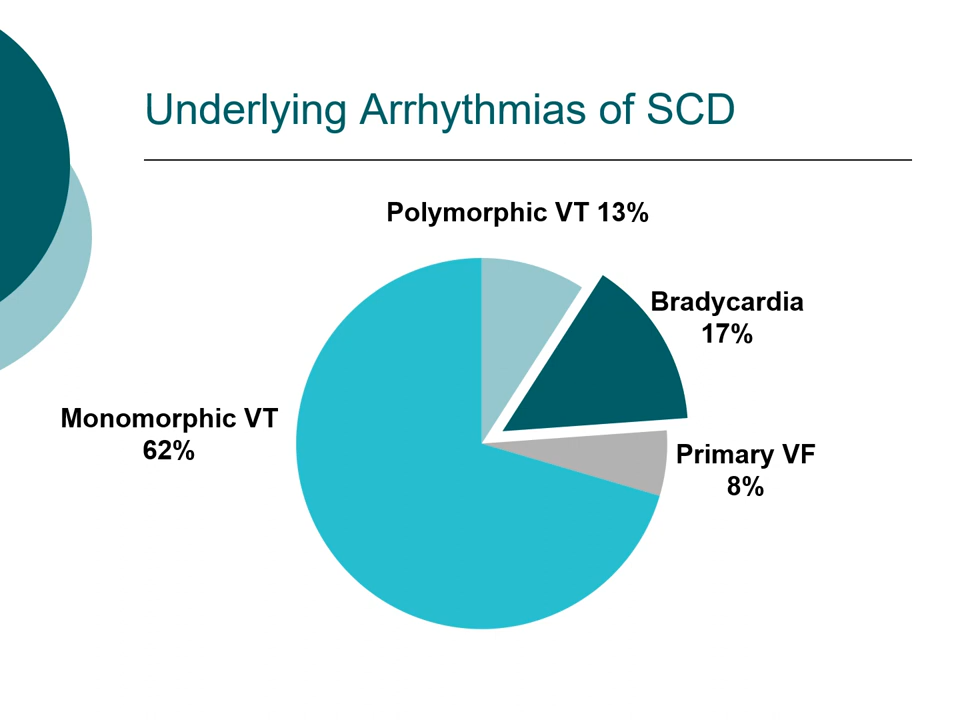 Underlying Arrhythmias of SCD
Polymorphic VT 13%
Bradycardia
17%
Monomorphic VT
62%
Primary VF
8%